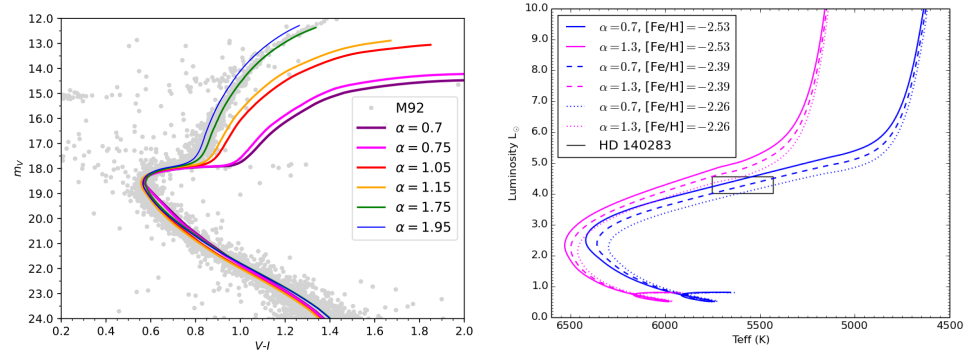 12.0
13.0
14.0
15.0
16.0
17.0
18.0
19.0
20.0
21.0
22.0
23.0
24.0
m_V
0.2 0.4 0.6 0.8 1.0 1.2 1.4 1.6 1.8 2.0
V-I
M92
α = 0.7
α = 0.75
α = 1.05
α = 1.15
α = 1.75
α = 1.95
10.0
9.0
8.0
7.0
6.0
5.0
4.0
3.0
2.0
1.0
0.0
Luminosity L☉
6500 6000 5500 5000 4500
Teff (K)
α = 0.7, [Fe/H] = −2.53
α = 1.3, [Fe/H] = −2.53
α = 0.7, [Fe/H] = −2.39
α = 1.3, [Fe/H] = −2.39
α = 0.7, [Fe/H] = −2.26
α = 1.3, [Fe/H] = −2.26
HD 140283